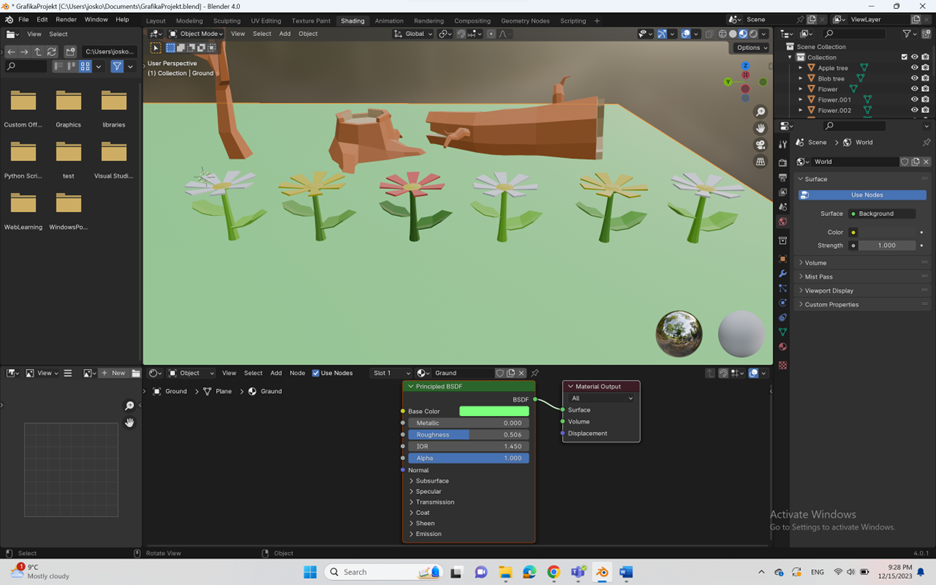 * GrafikaProjekt [C:\Users\josko\Documents\GrafikaProjekt.blend] - Blender 4.0
File Edit Render Window Help Layout Modeling Sculpting UV Editing Texture Paint Shading Animation Rendering Compositing Geometry Nodes Scripting + Scene ViewLayer
View Select Object Mode View Select Add Object Global
C:\Users\josko... Options
User Perspective
(1) Collection | Ground
Custom Off... Graphics libraries
Python Scri... test Visual Studi...
WebLearning WindowsPo...
Scene Collection
Collection
Apple tree
Blob tree
Flower
Flower.001
Flower.002
Scene > World
World
Surface
Use Nodes
Surface Background
Color
Strength 1.000
Volume
Mist Pass
Viewport Display
Custom Properties
View + New Object View Select Add Node Use Nodes Slot 1 Ground
Ground > Plane > Ground
Principled BSDF
BSDF
Base Color
Metallic 0.000
Roughness 0.506
IOR 1.450
Alpha 1.000
Normal
Subsurface
Specular
Transmission
Coat
Sheen
Emission
Material Output
All
Surface
Volume
Displacement
Activate Windows
Go to Settings to activate Windows.
Select Rotate View Object 4.0.1
1
9°C
Mostly cloudy
Search
ENG
9:28 PM
12/15/2023